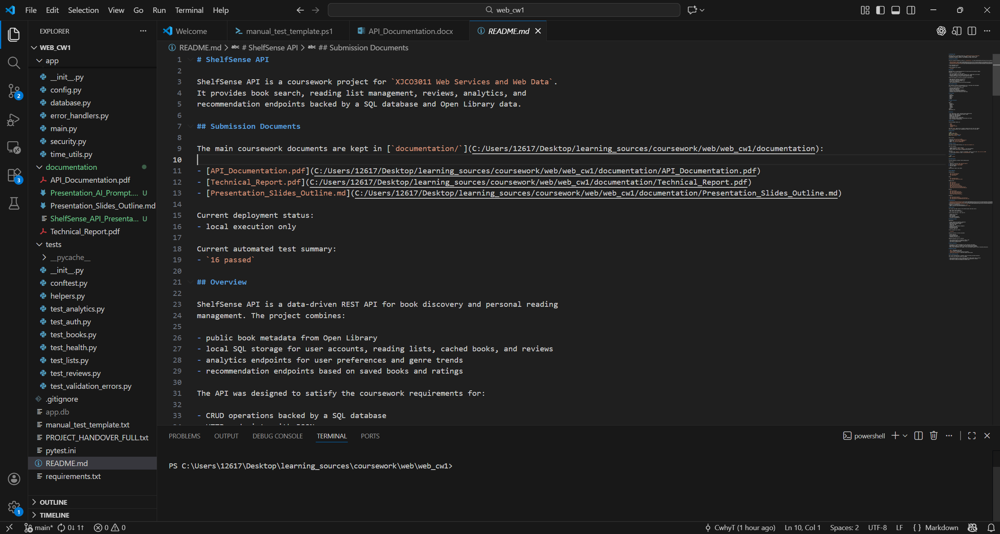 File Edit Selection View Go Run Terminal Help
web_cw1
EXPLORER
WEB_CW1
app
__init__.py
config.py
database.py
error_handlers.py
main.py
security.py
time_utils.py
documentation
API_Documentation.pdf
Presentation_AI_Prompt.... U
Presentation_Slides_Outline.md
ShelfSense_API_Presenta... U
Technical_Report.pdf
tests
__pycache__
__init__.py
conftest.py
helpers.py
test_analytics.py
test_auth.py
test_books.py
test_health.py
test_lists.py
test_reviews.py
test_validation_errors.py
.gitignore
app.db
manual_test_template.txt
PROJECT_HANDOVER_FULL.txt
pytest.ini
README.md
requirements.txt
OUTLINE
TIMELINE
2
3
1
Welcome manual_test_template.ps1 API_Documentation.docx README.md
README.md > abc # ShelfSense API > abc ## Submission Documents
1 # ShelfSense API
2
3 ShelfSense API is a coursework project for `XJCO3011 Web Services and Web Data`.
4 It provides book search, reading list management, reviews, analytics, and
5 recommendation endpoints backed by a SQL database and Open Library data.
6
7 ## Submission Documents
8
9 The main coursework documents are kept in [`documentation/`](C:/Users/12617/Desktop/learning_sources/coursework/web/web_cw1/documentation):
10
11 - [API_Documentation.pdf](C:/Users/12617/Desktop/learning_sources/coursework/web/web_cw1/documentation/API_Documentation.pdf)
12 - [Technical_Report.pdf](C:/Users/12617/Desktop/learning_sources/coursework/web/web_cw1/documentation/Technical_Report.pdf)
13 - [Presentation_Slides_Outline.md](C:/Users/12617/Desktop/learning_sources/coursework/web/web_cw1/documentation/Presentation_Slides_Outline.md)
14
15 Current deployment status:
16 - local execution only
17
18 Current automated test summary:
19 - `16 passed`
20
21 ## Overview
22
23 ShelfSense API is a data-driven REST API for book discovery and personal reading
24 management. The project combines:
25
26 - public book metadata from Open Library
27 - local SQL storage for user accounts, reading lists, cached books, and reviews
28 - analytics endpoints for user preferences and genre trends
29 - recommendation endpoints based on saved books and ratings
30
31 The API was designed to satisfy the coursework requirements for:
32
33 - CRUD operations backed by a SQL database
PROBLEMS OUTPUT DEBUG CONSOLE TERMINAL PORTS
powershell
PS C:\Users\12617\Desktop\learning_sources\coursework\web\web_cw1>
main* 0↓ 1↑ 0 0
CwhyT (1 hour ago) Ln 10, Col 1 Spaces: 2 UTF-8 LF {} Markdown